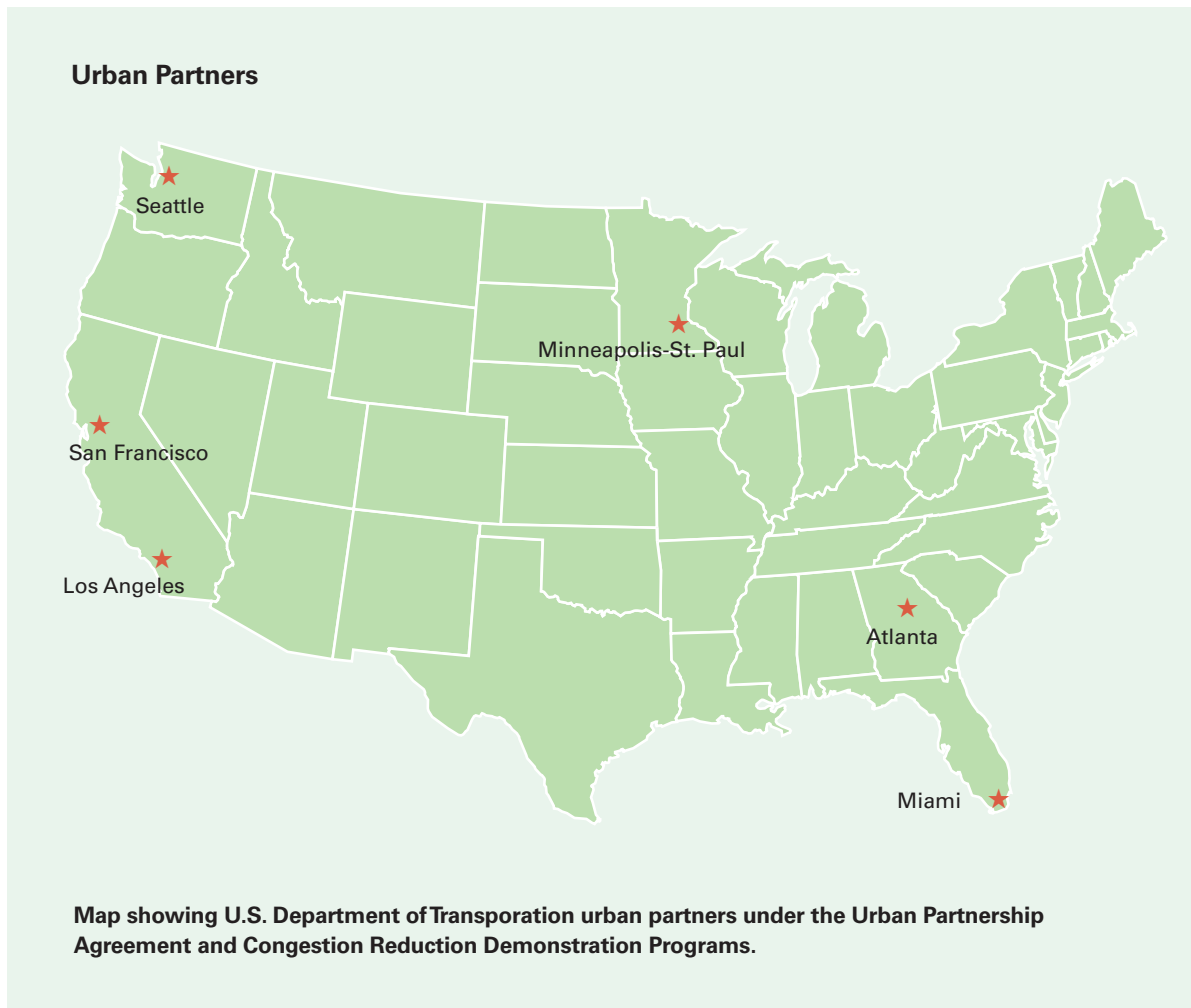 Urban Partners
Seattle
Minneapolis-St. Paul
San Francisco
Los Angeles
Atlanta
Miami
Map showing U.S. Department of Transporation urban partners under the Urban Partnership
Agreement and Congestion Reduction Demonstration Programs.